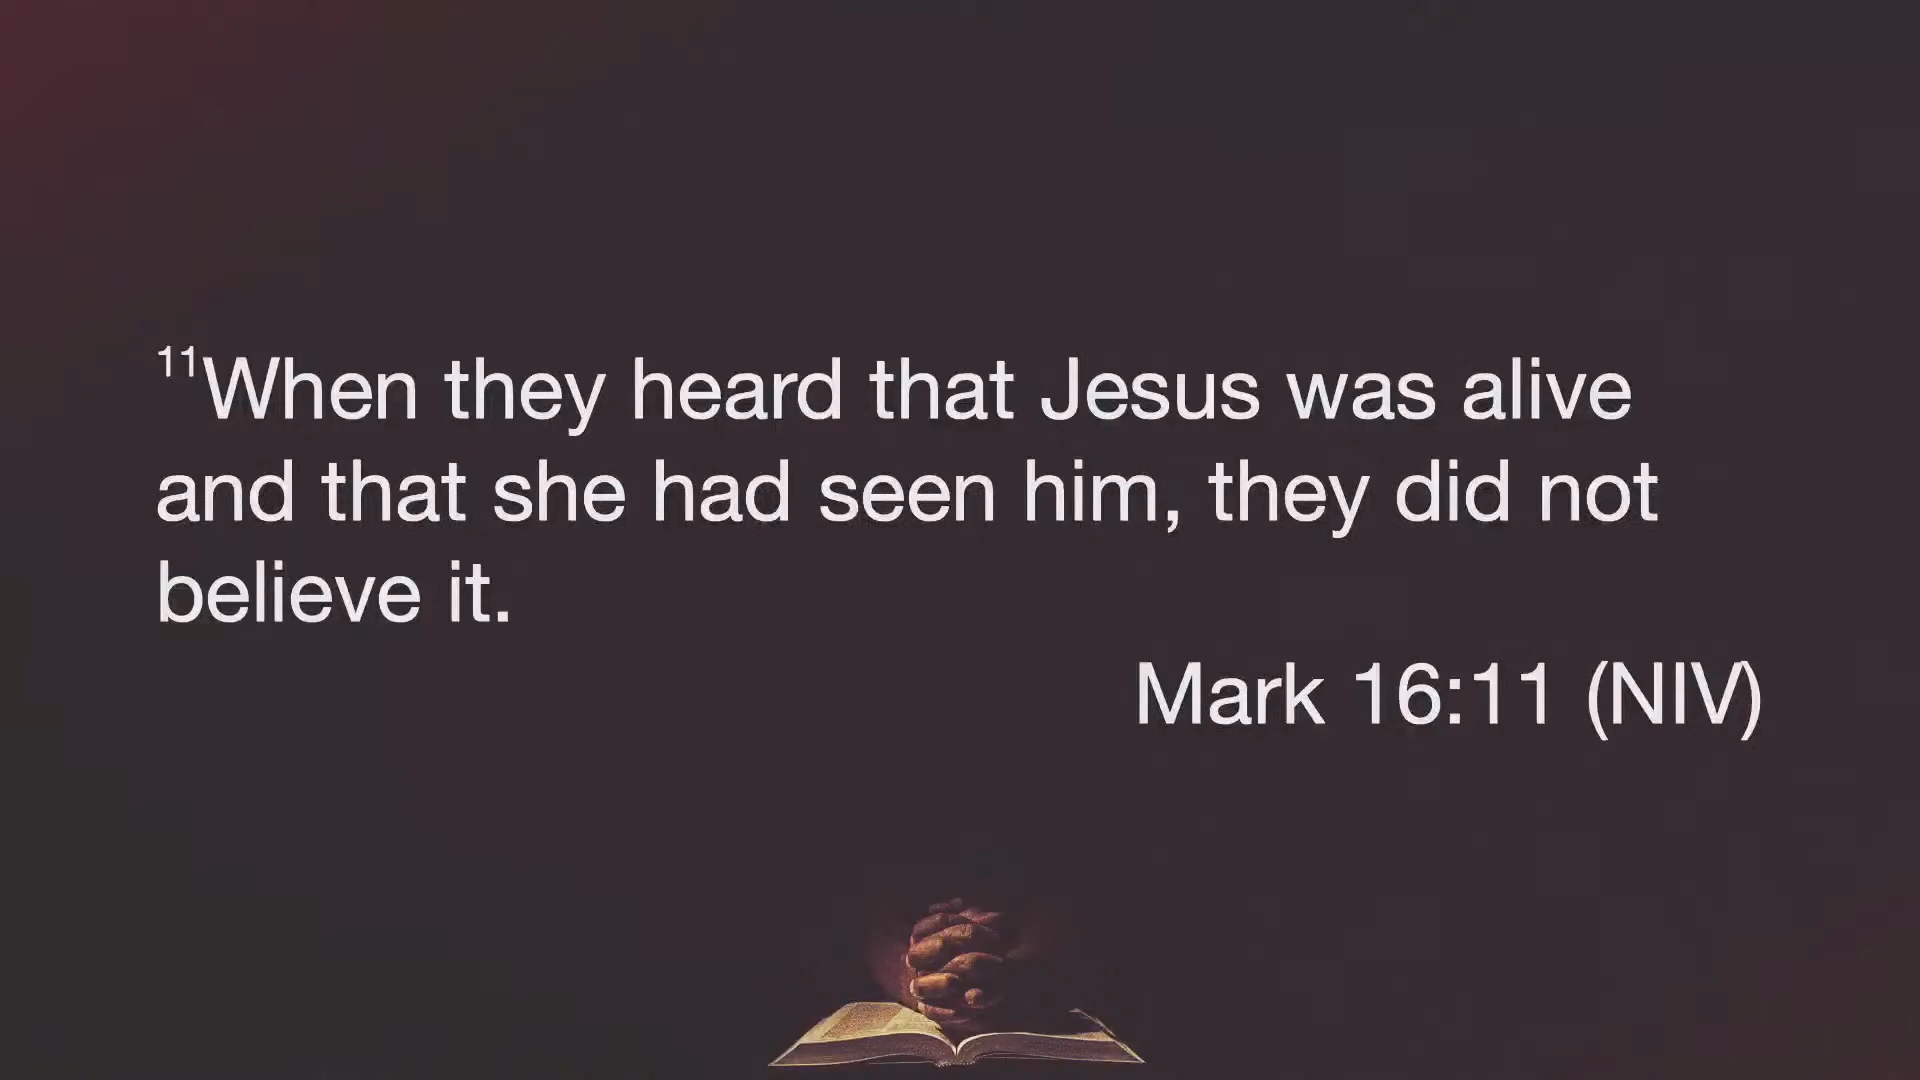 11When they heard that Jesus was alive
and that she had seen him, they did not
believe it.
Mark 16:11 (NIV)